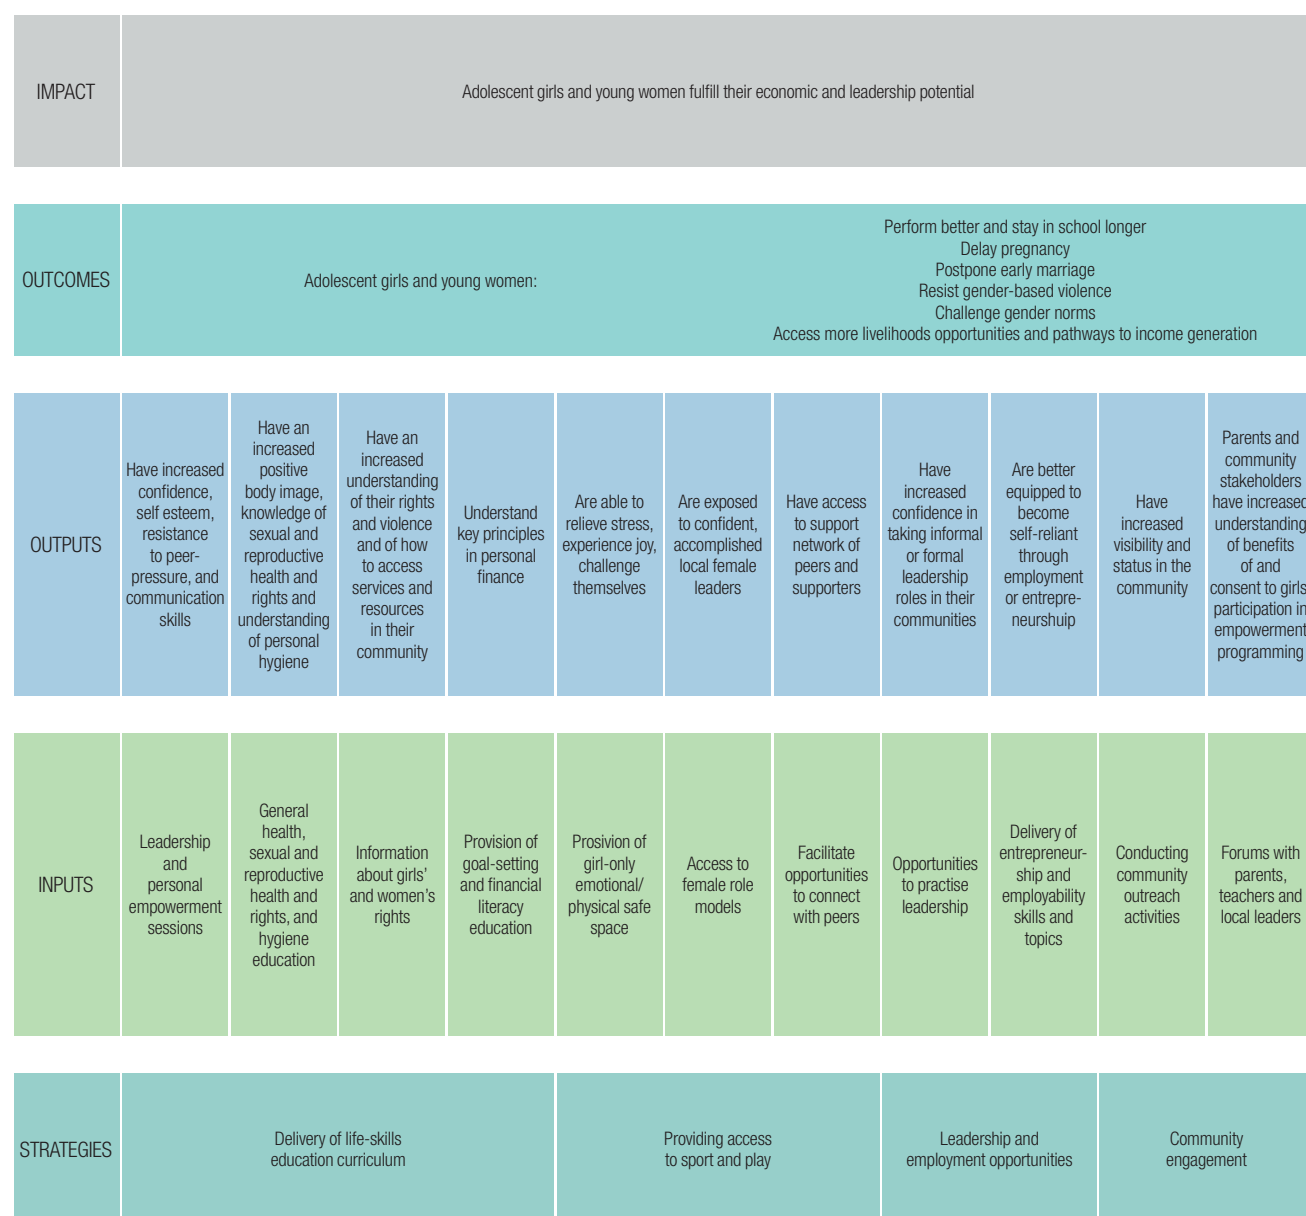 IMPACT
Adolescent girls and young women fulfill their economic and leadership potential
OUTCOMES
Adolescent girls and young women:
Perform better and stay in school longer
Delay pregnancy
Postpone early marriage
Resist gender-based violence
Challenge gender norms
Access more livelihoods opportunities and pathways to income generation
OUTPUTS
Have increased
confidence,
self esteem,
resistance
to peer-
pressure, and
communication
skills
Have an
increased
positive
body image,
knowledge of
sexual and
reproductive
health and
rights and
understanding
of personal
hygiene
Have an
increased
understanding
of their rights
and violence
and of how
to access
services and
resources
in their
community
Understand
key principles
in personal
finance
Are able to
relieve stress,
experience joy,
challenge
themselves
Are exposed
to confident,
accomplished
local female
leaders
Have access
to support
network of
peers and
supporters
Have
increased
confidence in
taking informal
or formal
leadership
roles in their
communities
Are better
equipped to
become
self-reliant
through
employment
or entrepre-
neurshuip
Have
increased
visibility and
status in the
community
Parents and
community
stakeholders
have increased
understanding
of benefits
of and
consent to girls
participation in
empowerment
programming
INPUTS
Leadership
and
personal
empowerment
sessions
General
health,
sexual and
reproductive
health and
rights, and
hygiene
education
Information
about girls’
and women’s
rights
Provision of
goal-setting
and financial
literacy
education
Prosivion of
girl-only
emotional/
physical safe
space
Access to
female role
models
Facilitate
opportunities
to connect
with peers
Opportunities
to practise
leadership
Delivery of
entrepreneur-
ship and
employability
skills and
topics
Conducting
community
outreach
activities
Forums with
parents,
teachers and
local leaders
STRATEGIES
Delivery of life-skills
education curriculum
Providing access
to sport and play
Leadership and
employment opportunities
Community
engagement